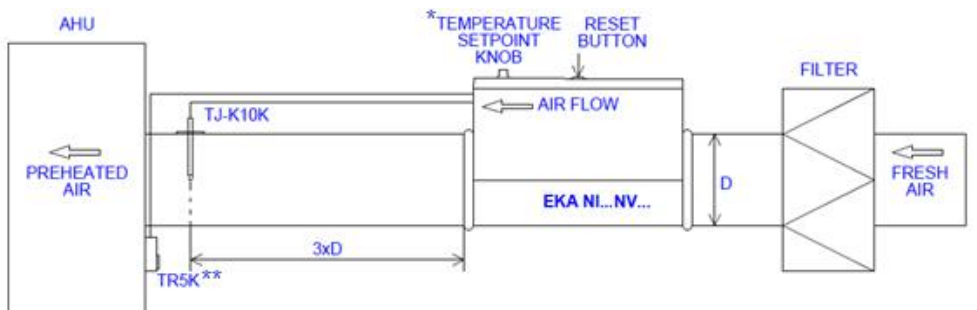 AHU
*TEMPERATURE
SETPOINT
KNOB
RESET
BUTTON
FILTER
TJ-K10K
AIR FLOW
PREHEATED
AIR
EKA NI...NV...
D
FRESH
AIR
3xD
TR5K**